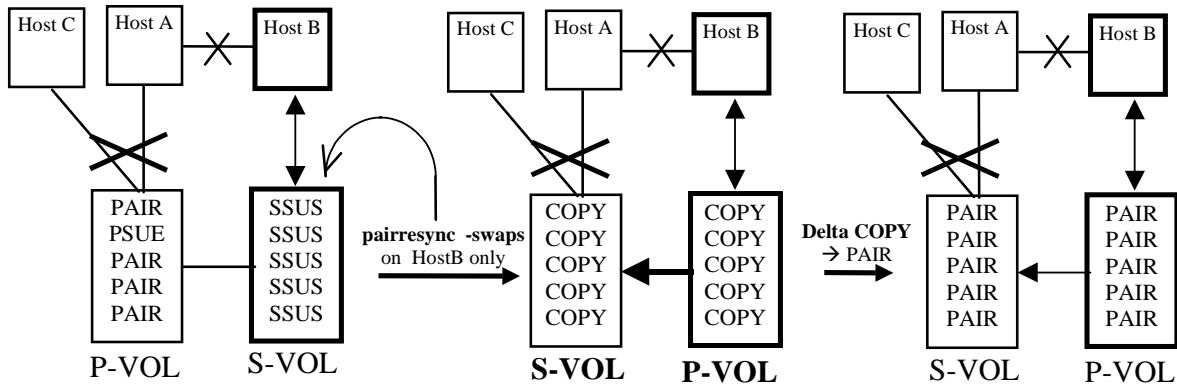 Host C
Host A
Host B
PAIR
PSUE
PAIR
PAIR
PAIR
P-VOL
SSUS
SSUS
SSUS
SSUS
SSUS
S-VOL
pairresync -swaps
on HostB only
Host C
Host A
Host B
COPY
COPY
COPY
COPY
COPY
S-VOL
COPY
COPY
COPY
COPY
COPY
P-VOL
Delta COPY
→ PAIR
Host C
Host A
Host B
PAIR
PAIR
PAIR
PAIR
PAIR
S-VOL
PAIR
PAIR
PAIR
PAIR
PAIR
P-VOL